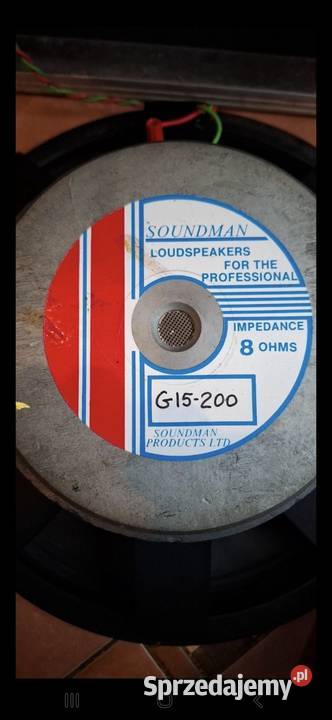 SOUNDMAN
LOUDSPEAKERS
FOR THE
PROFESSIONAL
IMPEDANCE
8 OHMS
G15-200
SOUNDMAN
PRODUCTS LTD
Sprzedajemy.pl